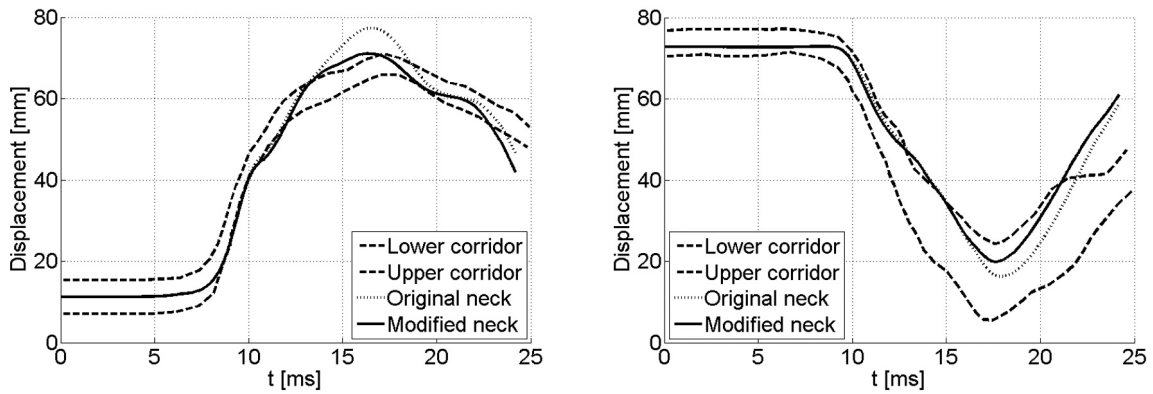 80
60
40
20
0
Displacement [mm]
0 5 10 15 20 25
t [ms]
Lower corridor
Upper corridor
Original neck
Modified neck
80
60
40
20
0
Displacement [mm]
0 5 10 15 20 25
t [ms]
Lower corridor
Upper corridor
Original neck
Modified neck